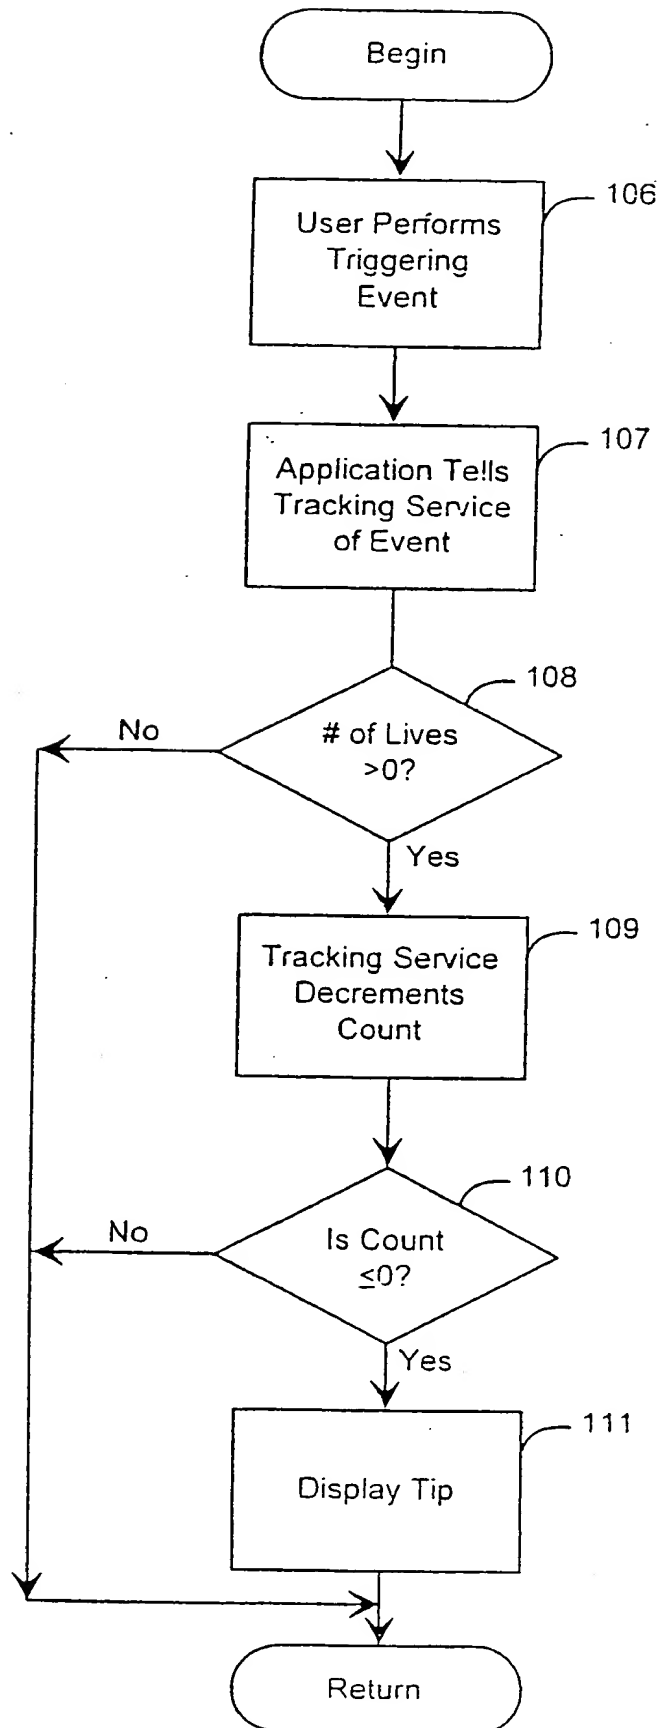 Begin
106
User Performs
Triggering
Event
107
Application Tells
Tracking Service
of Event
108
# of Lives
>0?
No
Yes
109
Tracking Service
Decrements
Count
110
Is Count
≤0?
No
Yes
111
Display Tip
Return